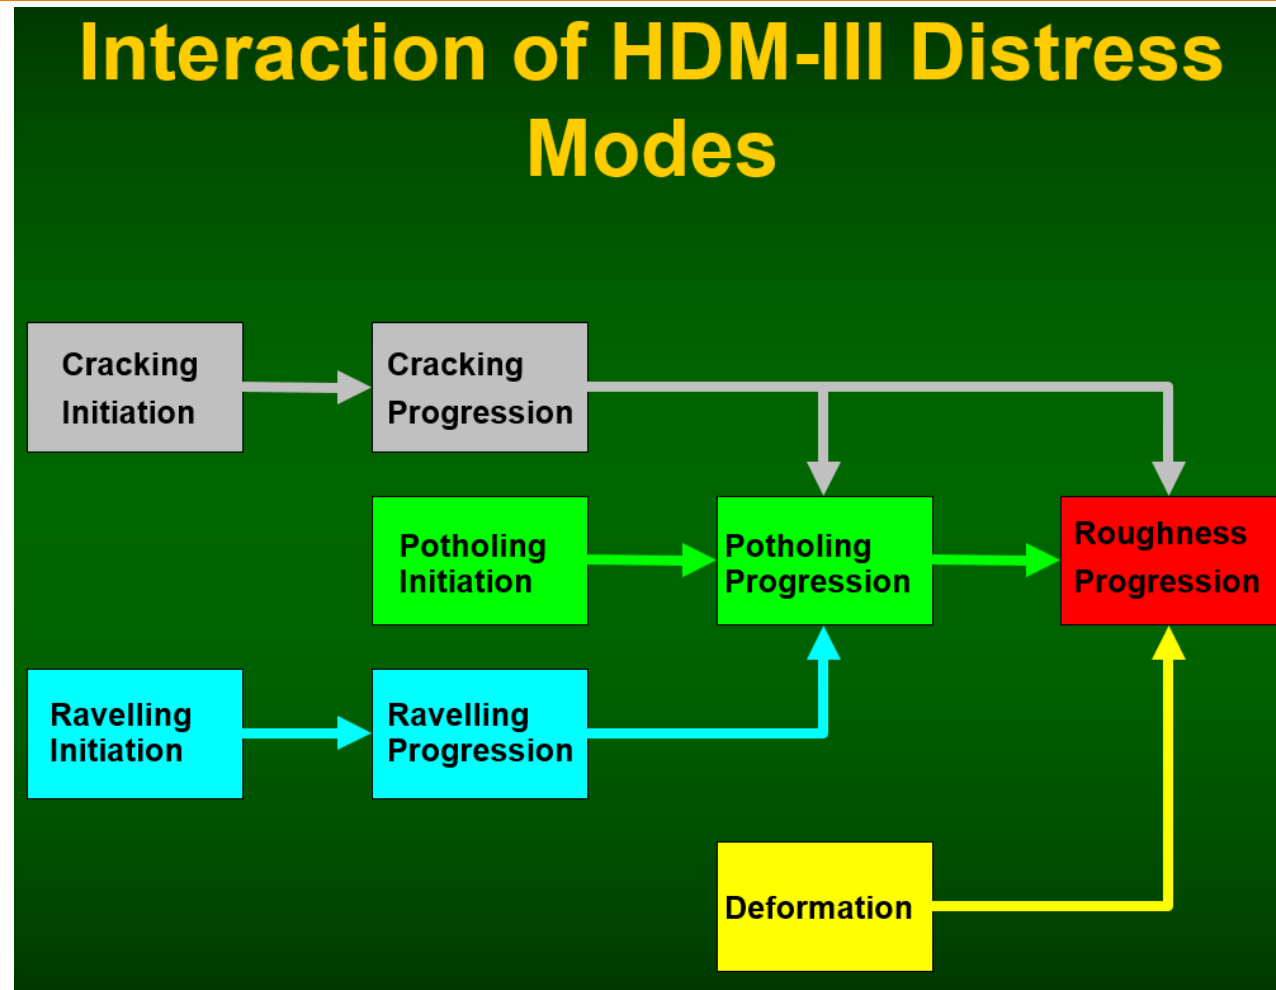 Interaction of HDM-III Distress
Modes
Cracking
Initiation
Cracking
Progression
Potholing
Initiation
Potholing
Progression
Roughness
Progression
Ravelling
Initiation
Ravelling
Progression
Deformation